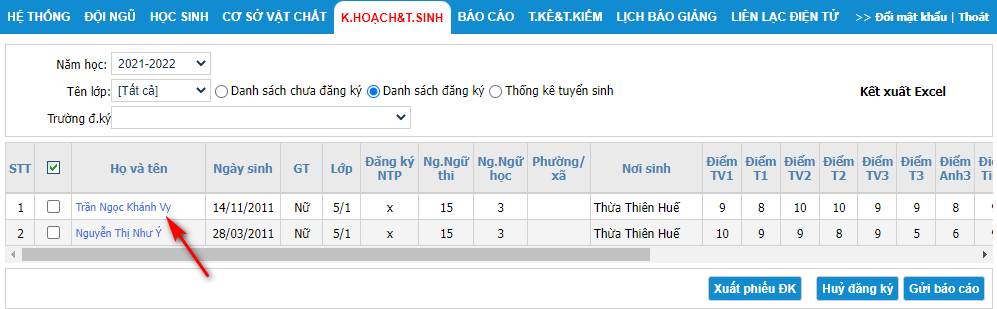 HỆ THỐNG ĐỘI NGŨ HỌC SINH CƠ SỞ VẬT CHẤT K.HOẠCH&T.SINH BÁO CÁO T.KÊ&T.KIẾM LỊCH BÁO GIẢNG LIÊN LẠC ĐIỆN TỬ >> Đổi mật khẩu | Thoát
Năm học: 2021-2022
Tên lớp: [Tất cả] Danh sách chưa đăng ký Danh sách đăng ký Thống kê tuyển sinh Kết xuất Excel
Trường đ.ký
STT Họ và tên Ngày sinh GT Lớp Đăng ký NTP Ng.Ngữ thi Ng.Ngữ học Phường/ xã Nơi sinh Điểm TV1 Điểm T1 Điểm TV2 Điểm T2 Điểm TV3 Điểm T3 Điểm Anh3
1 Trần Ngọc Khánh Vy 14/11/2011 Nữ 5/1 x 15 3 Thừa Thiên Huế 9 8 10 10 9 9 8
2 Nguyễn Thị Như Ý 28/03/2011 Nữ 5/1 x 15 3 Thừa Thiên Huế 10 9 9 8 9 5 6
Xuất phiếu ĐK Huỷ đăng ký Gửi báo cáo